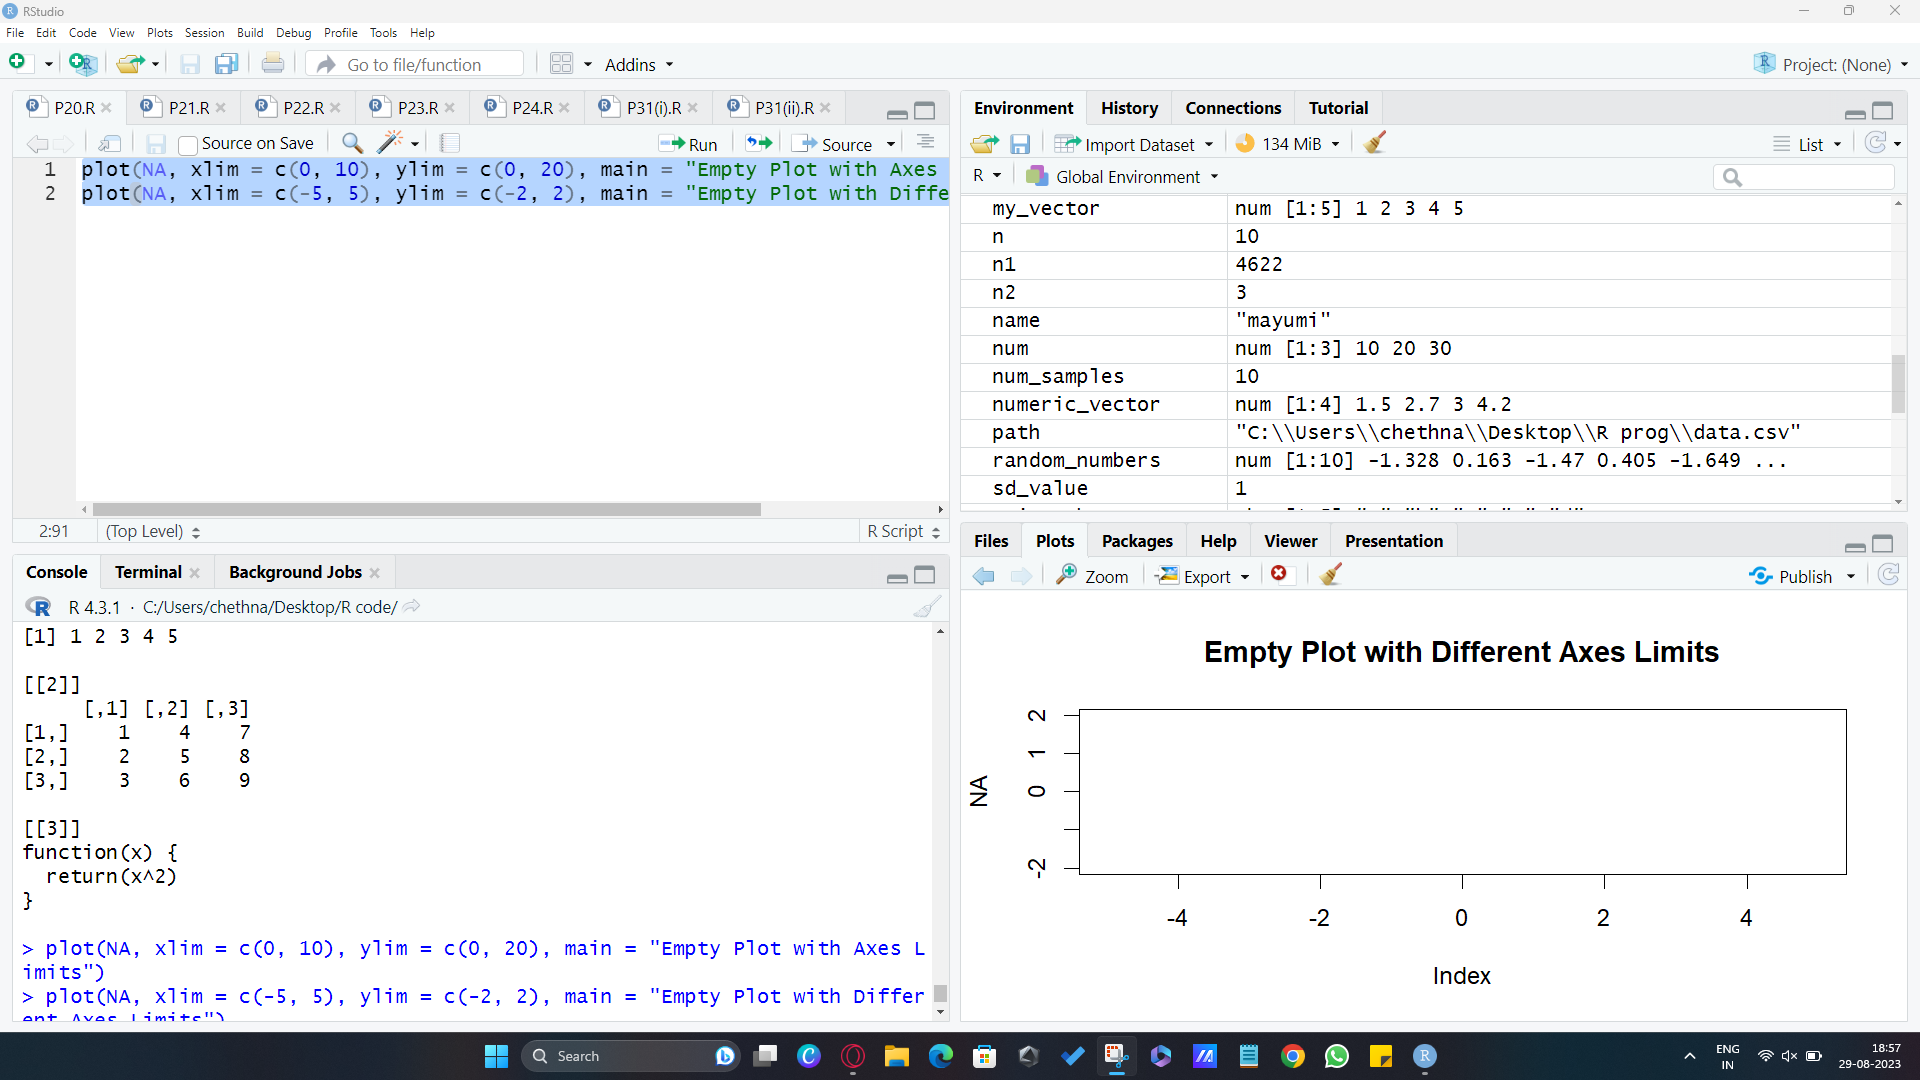 RStudio
File Edit Code View Plots Session Build Debug Profile Tools Help
Go to file/function Addins Project: (None)
P20.R P21.R P22.R P23.R P24.R P31(i).R P31(ii).R
Source on Save Run Source
1 plot(NA, xlim = c(0, 10), ylim = c(0, 20), main = "Empty Plot with Axes
2 plot(NA, xlim = c(-5, 5), ylim = c(-2, 2), main = "Empty Plot with Diffe
2:91 (Top Level) R Script
Console Terminal Background Jobs
R 4.3.1 · C:/Users/chethna/Desktop/R code/
[1] 1 2 3 4 5
[[2]]
[,1] [,2] [,3]
[1,] 1 4 7
[2,] 2 5 8
[3,] 3 6 9
[[3]]
function(x) {
return(x^2)
}
> plot(NA, xlim = c(0, 10), ylim = c(0, 20), main = "Empty Plot with Axes L
imits")
> plot(NA, xlim = c(-5, 5), ylim = c(-2, 2), main = "Empty Plot with Differ
ent Axes Limits")
Environment History Connections Tutorial
Import Dataset 134 MiB List
R Global Environment
my_vector num [1:5] 1 2 3 4 5
n 10
n1 4622
n2 3
name "mayumi"
num num [1:3] 10 20 30
num_samples 10
numeric_vector num [1:4] 1.5 2.7 3 4.2
path "C:\\Users\\chethna\\Desktop\\R prog\\data.csv"
random_numbers num [1:10] -1.328 0.163 -1.47 0.405 -1.649 ...
sd_value 1
Files Plots Packages Help Viewer Presentation
Zoom Export Publish
Empty Plot with Different Axes Limits
2
1
0
-2
NA
-4 -2 0 2 4
Index
Search
ENG
IN
18:57
29-08-2023